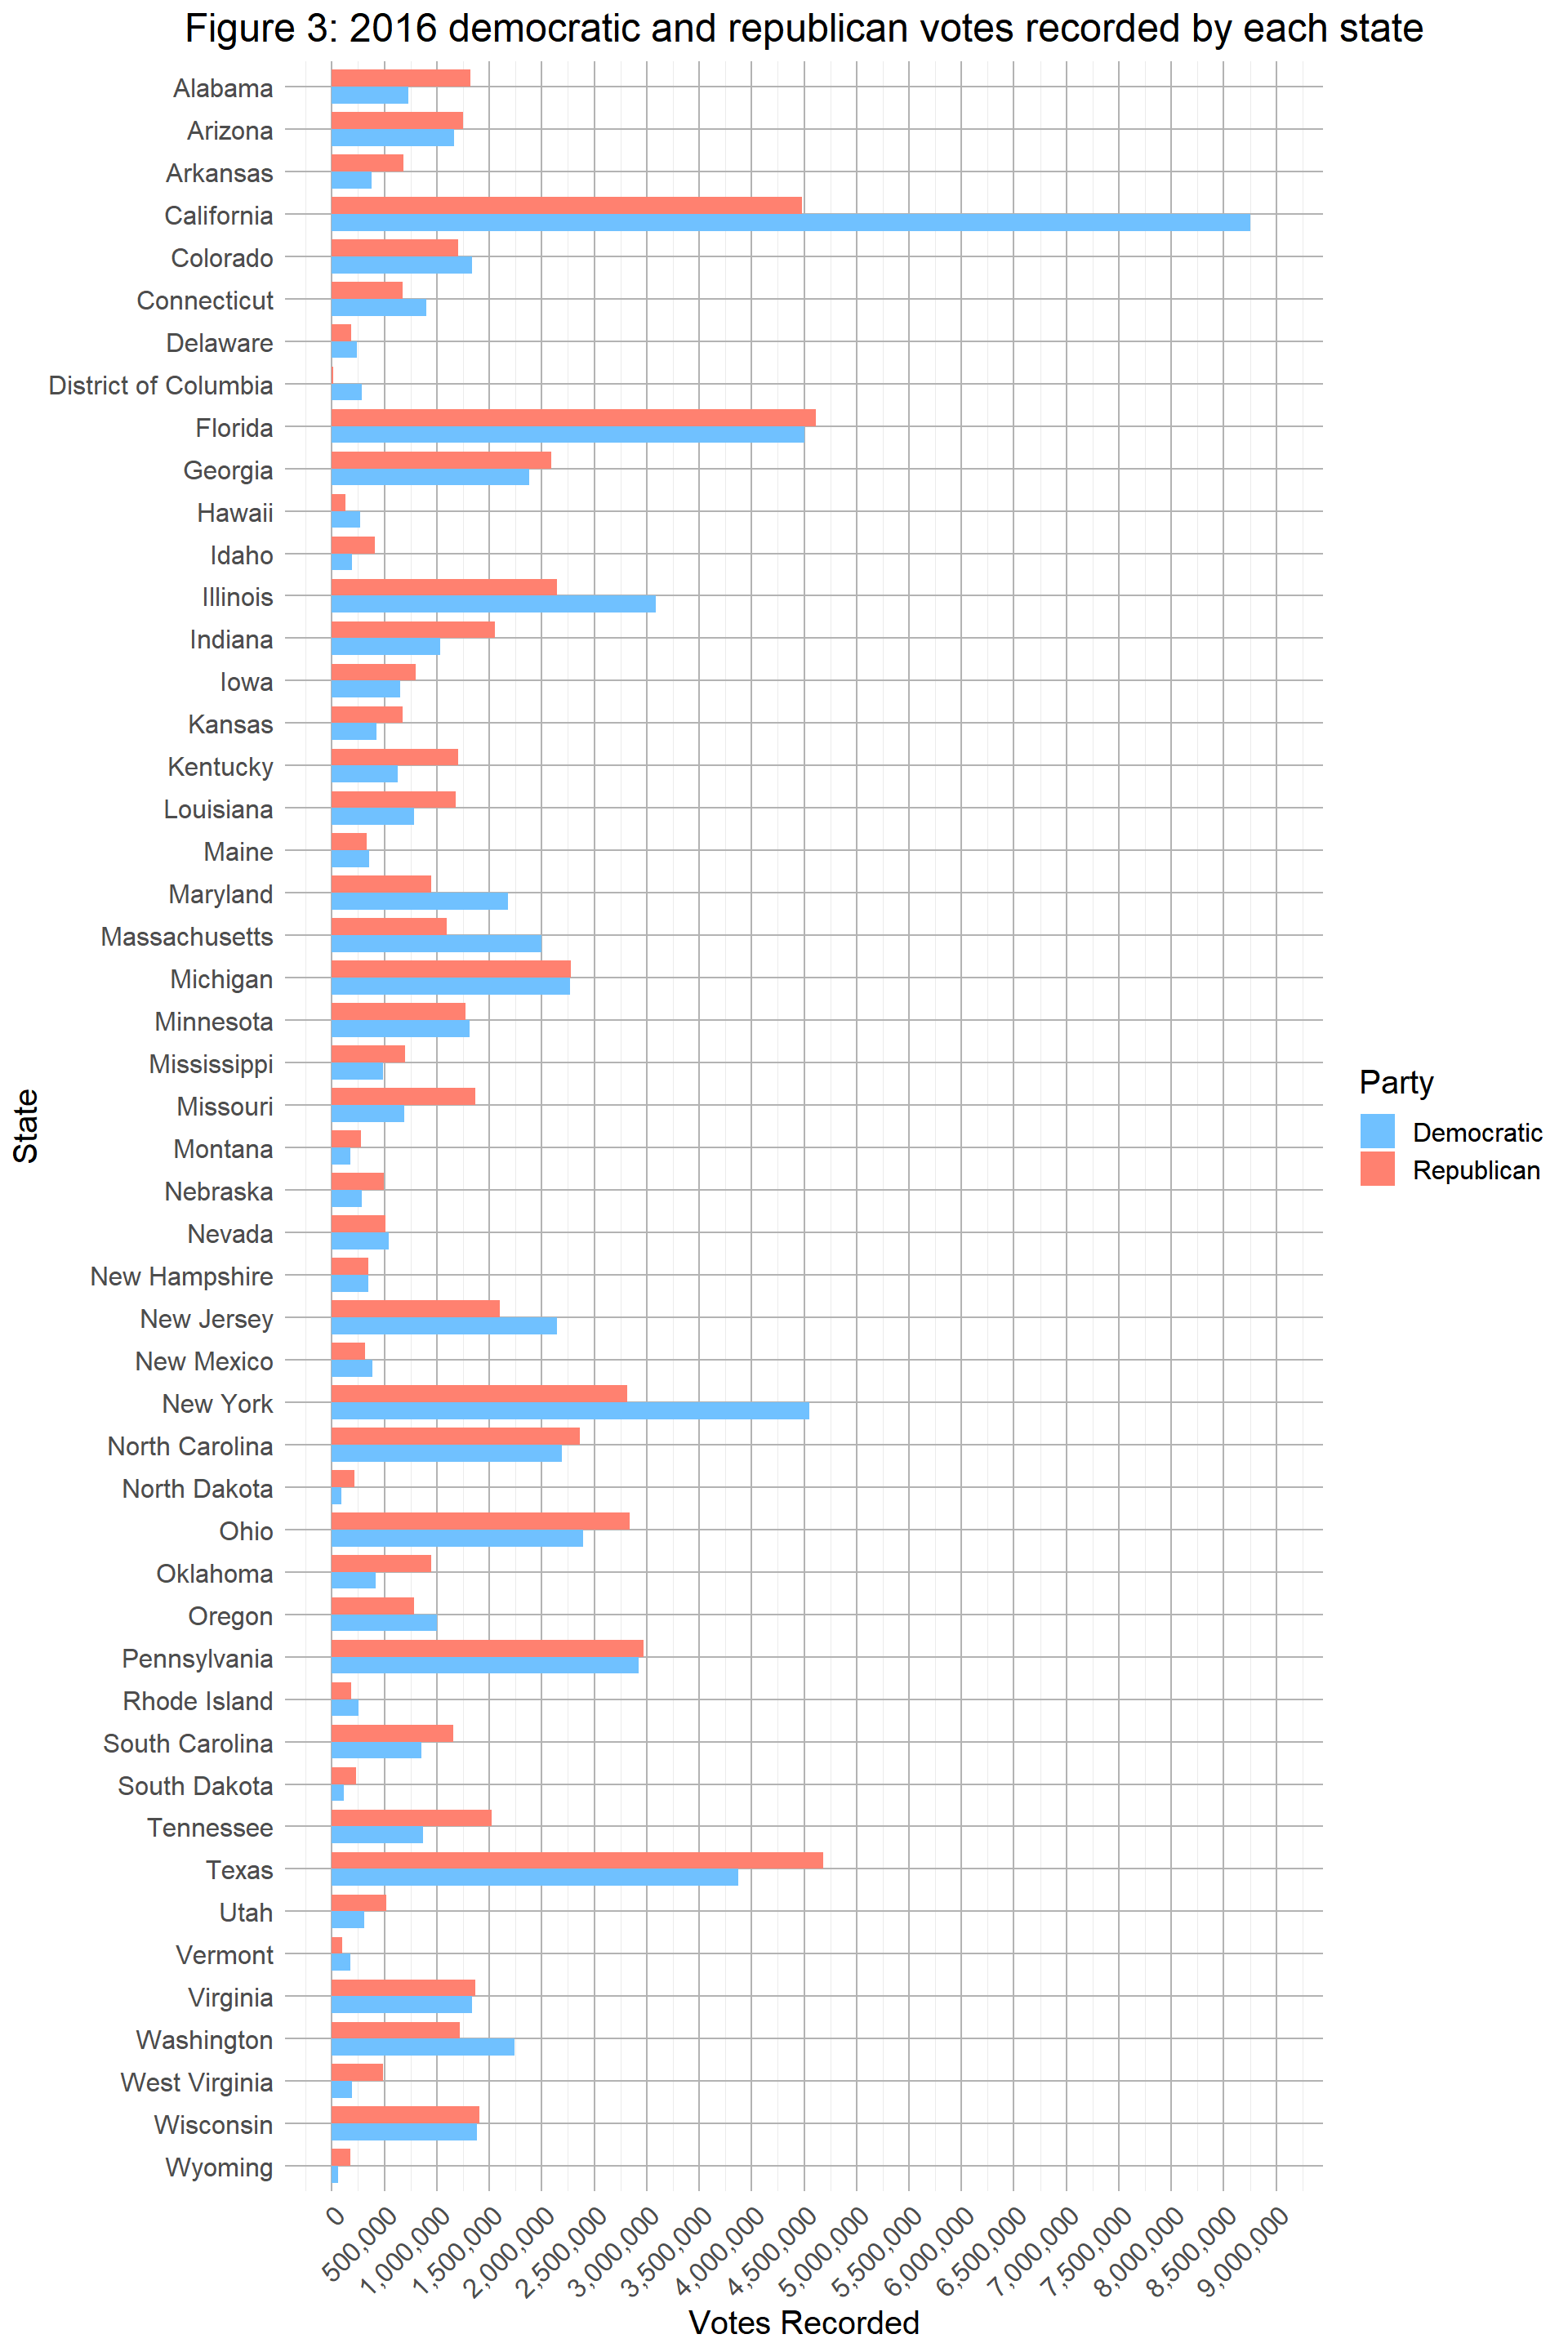 Figure 3: 2016 democratic and republican votes recorded by each state
Alabama
Arizona
Arkansas
California
Colorado
Connecticut
Delaware
District of Columbia
Florida
Georgia
Hawaii
Idaho
Illinois
Indiana
Iowa
Kansas
Kentucky
Louisiana
Maine
Maryland
Massachusetts
Michigan
Minnesota
Mississippi
Missouri
Montana
Nebraska
Nevada
New Hampshire
New Jersey
New Mexico
New York
North Carolina
North Dakota
Ohio
Oklahoma
Oregon
Pennsylvania
Rhode Island
South Carolina
South Dakota
Tennessee
Texas
Utah
Vermont
Virginia
Washington
West Virginia
Wisconsin
Wyoming
State
0
500,000
1,000,000
1,500,000
2,000,000
2,500,000
3,000,000
3,500,000
4,000,000
4,500,000
5,000,000
5,500,000
6,000,000
6,500,000
7,000,000
7,500,000
8,000,000
8,500,000
9,000,000
Votes Recorded
Party
Democratic
Republican